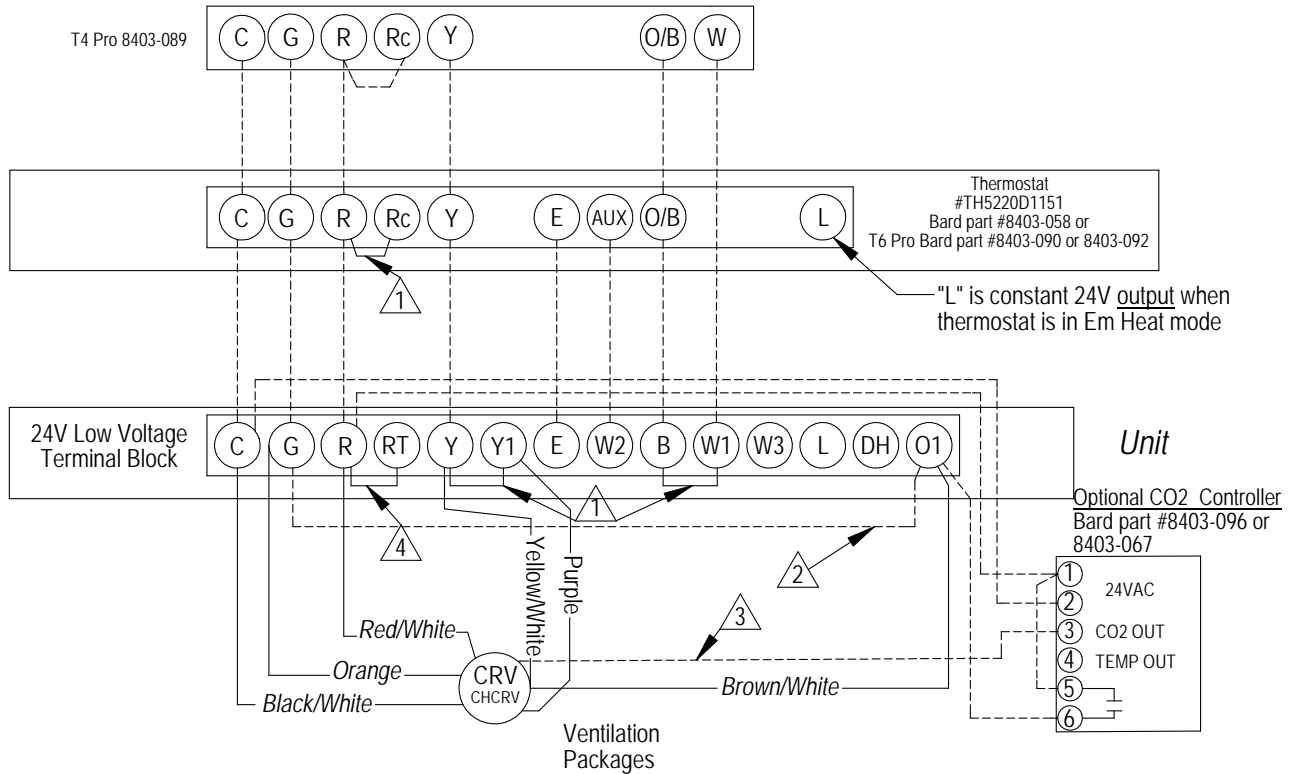 T4 Pro 8403-089
C G R Rc Y O/B W
Thermostat
#TH5220D1151
Bard part #8403-058 or
T6 Pro Bard part #8403-090 or 8403-092
C G R Rc Y E AUX O/B L
1
"L" is constant 24V output when
thermostat is in Em Heat mode
24V Low Voltage
Terminal Block
C G R RT Y Y1 E W2 B W1 W3 L DH O1
Unit
1
4
2
3
Optional CO2 Controller
Bard part #8403-096 or
8403-067
1
24VAC
2
3 CO2 OUT
4 TEMP OUT
5
6
Yellow/White
Purple
Red/White
Orange
Black/White
CRV
CHCRV
Brown/White
Ventilation
Packages